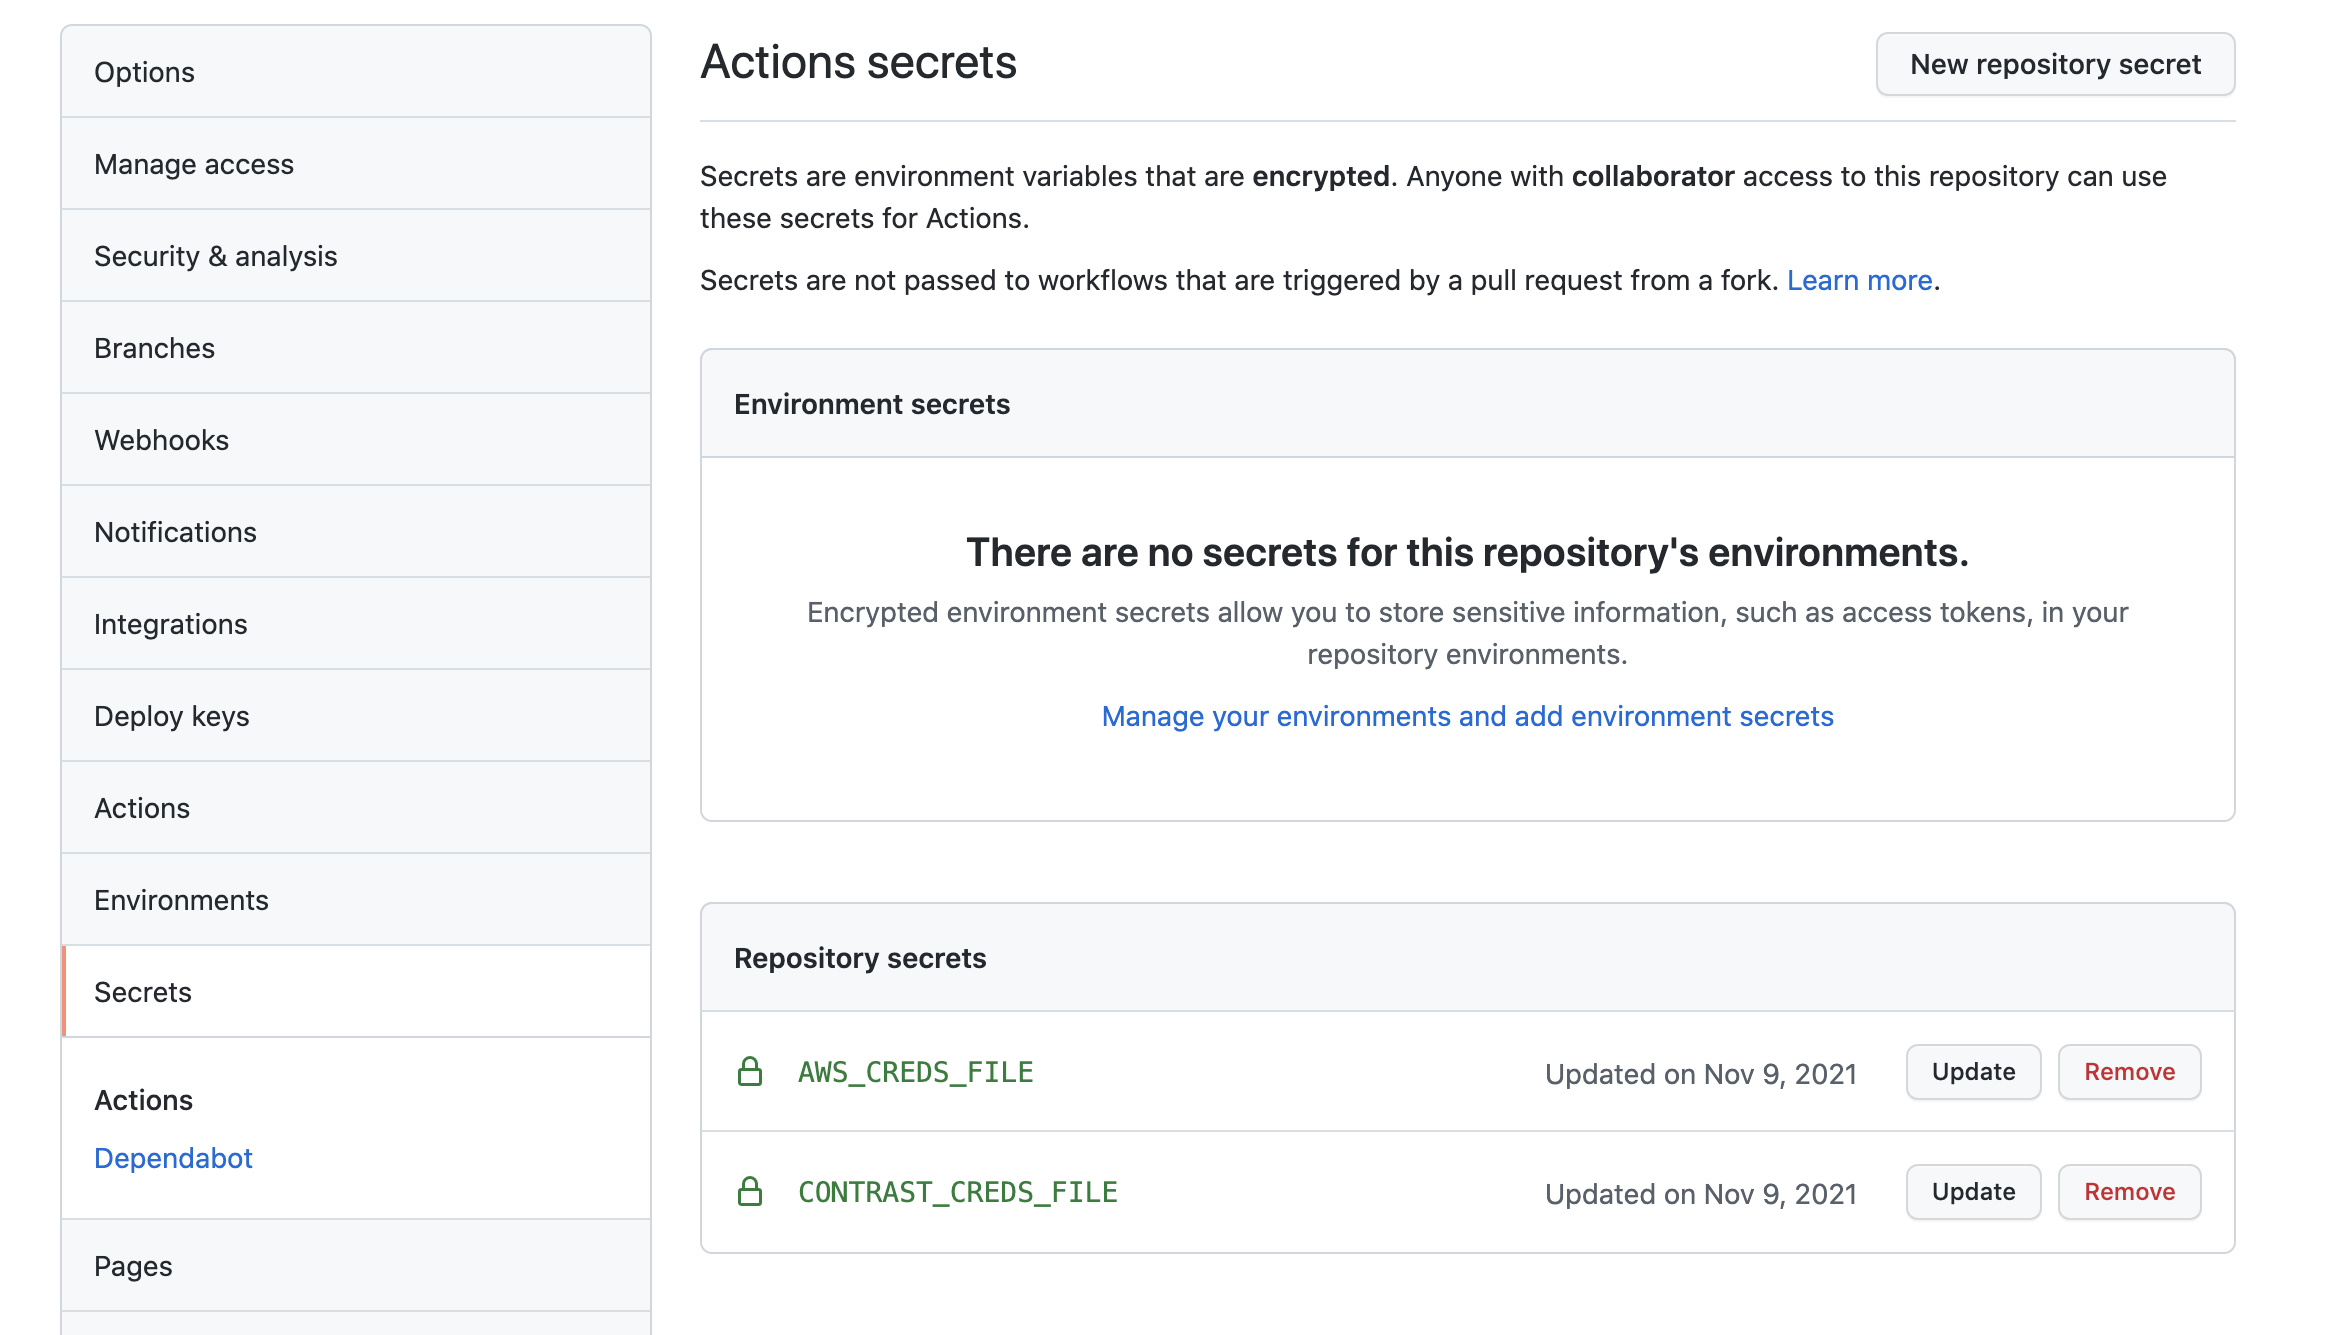 Options
Manage access
Security & analysis
Branches
Webhooks
Notifications
Integrations
Deploy keys
Actions
Environments
Secrets
Actions
Dependabot
Pages
Actions secrets
New repository secret
Secrets are environment variables that are encrypted. Anyone with collaborator access to this repository can use
these secrets for Actions.
Secrets are not passed to workflows that are triggered by a pull request from a fork. Learn more.
Environment secrets
There are no secrets for this repository's environments.
Encrypted environment secrets allow you to store sensitive information, such as access tokens, in your
repository environments.
Manage your environments and add environment secrets
Repository secrets
AWS_CREDS_FILE Updated on Nov 9, 2021 Update Remove
CONTRAST_CREDS_FILE Updated on Nov 9, 2021 Update Remove